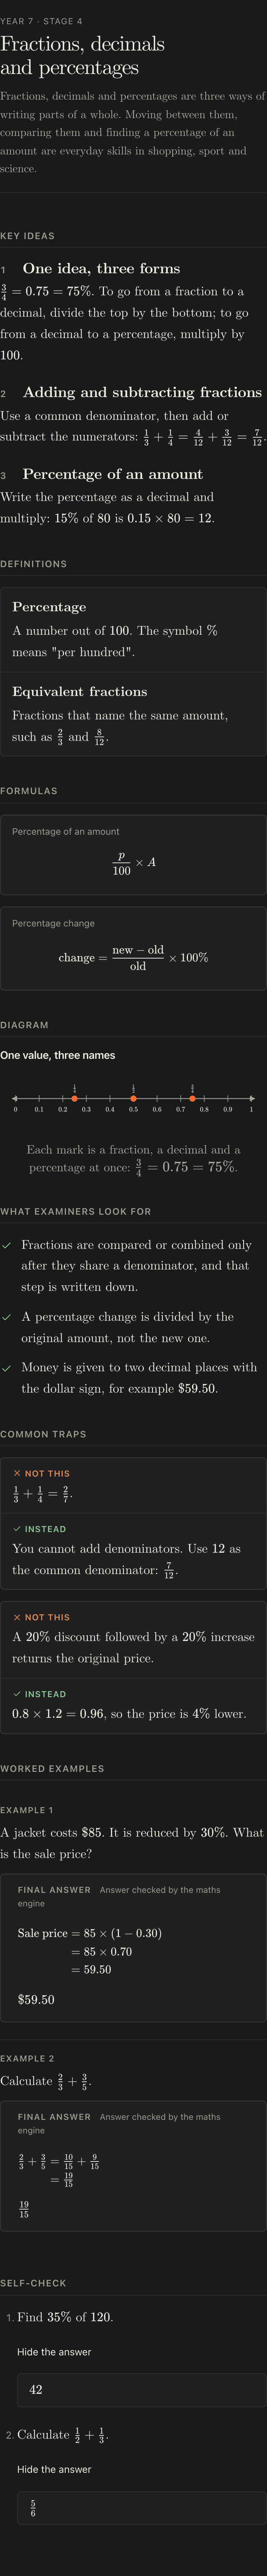 YEAR 7 · STAGE 4
Fractions, decimals
and percentages
Fractions, decimals and percentages are three ways of
writing parts of a whole. Moving between them,
comparing them and finding a percentage of an
amount are everyday skills in shopping, sport and
science.
KEY IDEAS
1 One idea, three forms
3/4 = 0.75 = 75%. To go from a fraction to a
decimal, divide the top by the bottom; to go
from a decimal to a percentage, multiply by
100.
2 Adding and subtracting fractions
Use a common denominator, then add or
subtract the numerators: 1/3 + 1/4 = 4/12 + 3/12 = 7/12.
3 Percentage of an amount
Write the percentage as a decimal and
multiply: 15% of 80 is 0.15 × 80 = 12.
DEFINITIONS
Percentage
A number out of 100. The symbol %
means "per hundred".
Equivalent fractions
Fractions that name the same amount,
such as 2/3 and 8/12.
FORMULAS
Percentage of an amount
p/100 × A
Percentage change
change = (new − old)/old × 100%
DIAGRAM
One value, three names
1/4 1/2 3/4
0 0.1 0.2 0.3 0.4 0.5 0.6 0.7 0.8 0.9 1
Each mark is a fraction, a decimal and a
percentage at once: 3/4 = 0.75 = 75%.
WHAT EXAMINERS LOOK FOR
✓ Fractions are compared or combined only
after they share a denominator, and that
step is written down.
✓ A percentage change is divided by the
original amount, not the new one.
✓ Money is given to two decimal places with
the dollar sign, for example $59.50.
COMMON TRAPS
× NOT THIS
1/3 + 1/4 = 2/7.
✓ INSTEAD
You cannot add denominators. Use 12 as
the common denominator: 7/12.
× NOT THIS
A 20% discount followed by a 20% increase
returns the original price.
✓ INSTEAD
0.8 × 1.2 = 0.96, so the price is 4% lower.
WORKED EXAMPLES
EXAMPLE 1
A jacket costs $85. It is reduced by 30%. What
is the sale price?
FINAL ANSWER Answer checked by the maths
engine
Sale price = 85 × (1 − 0.30)
= 85 × 0.70
= 59.50
$59.50
EXAMPLE 2
Calculate 2/3 + 3/5.
FINAL ANSWER Answer checked by the maths
engine
2/3 + 3/5 = 10/15 + 9/15
= 19/15
19/15
SELF-CHECK
1. Find 35% of 120.
Hide the answer
42
2. Calculate 1/2 + 1/3.
Hide the answer
5/6